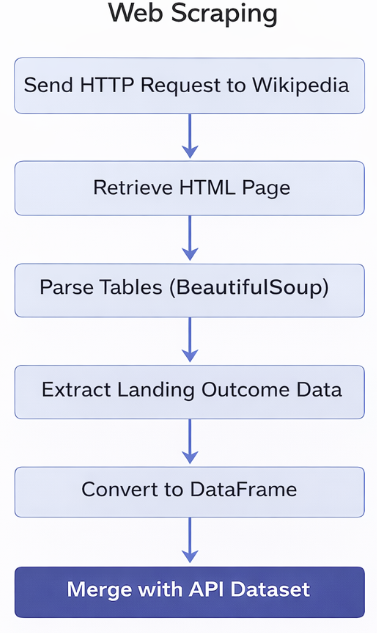 Web Scraping
Send HTTP Request to Wikipedia
Retrieve HTML Page
Parse Tables (BeautifulSoup)
Extract Landing Outcome Data
Convert to DataFrame
Merge with API Dataset